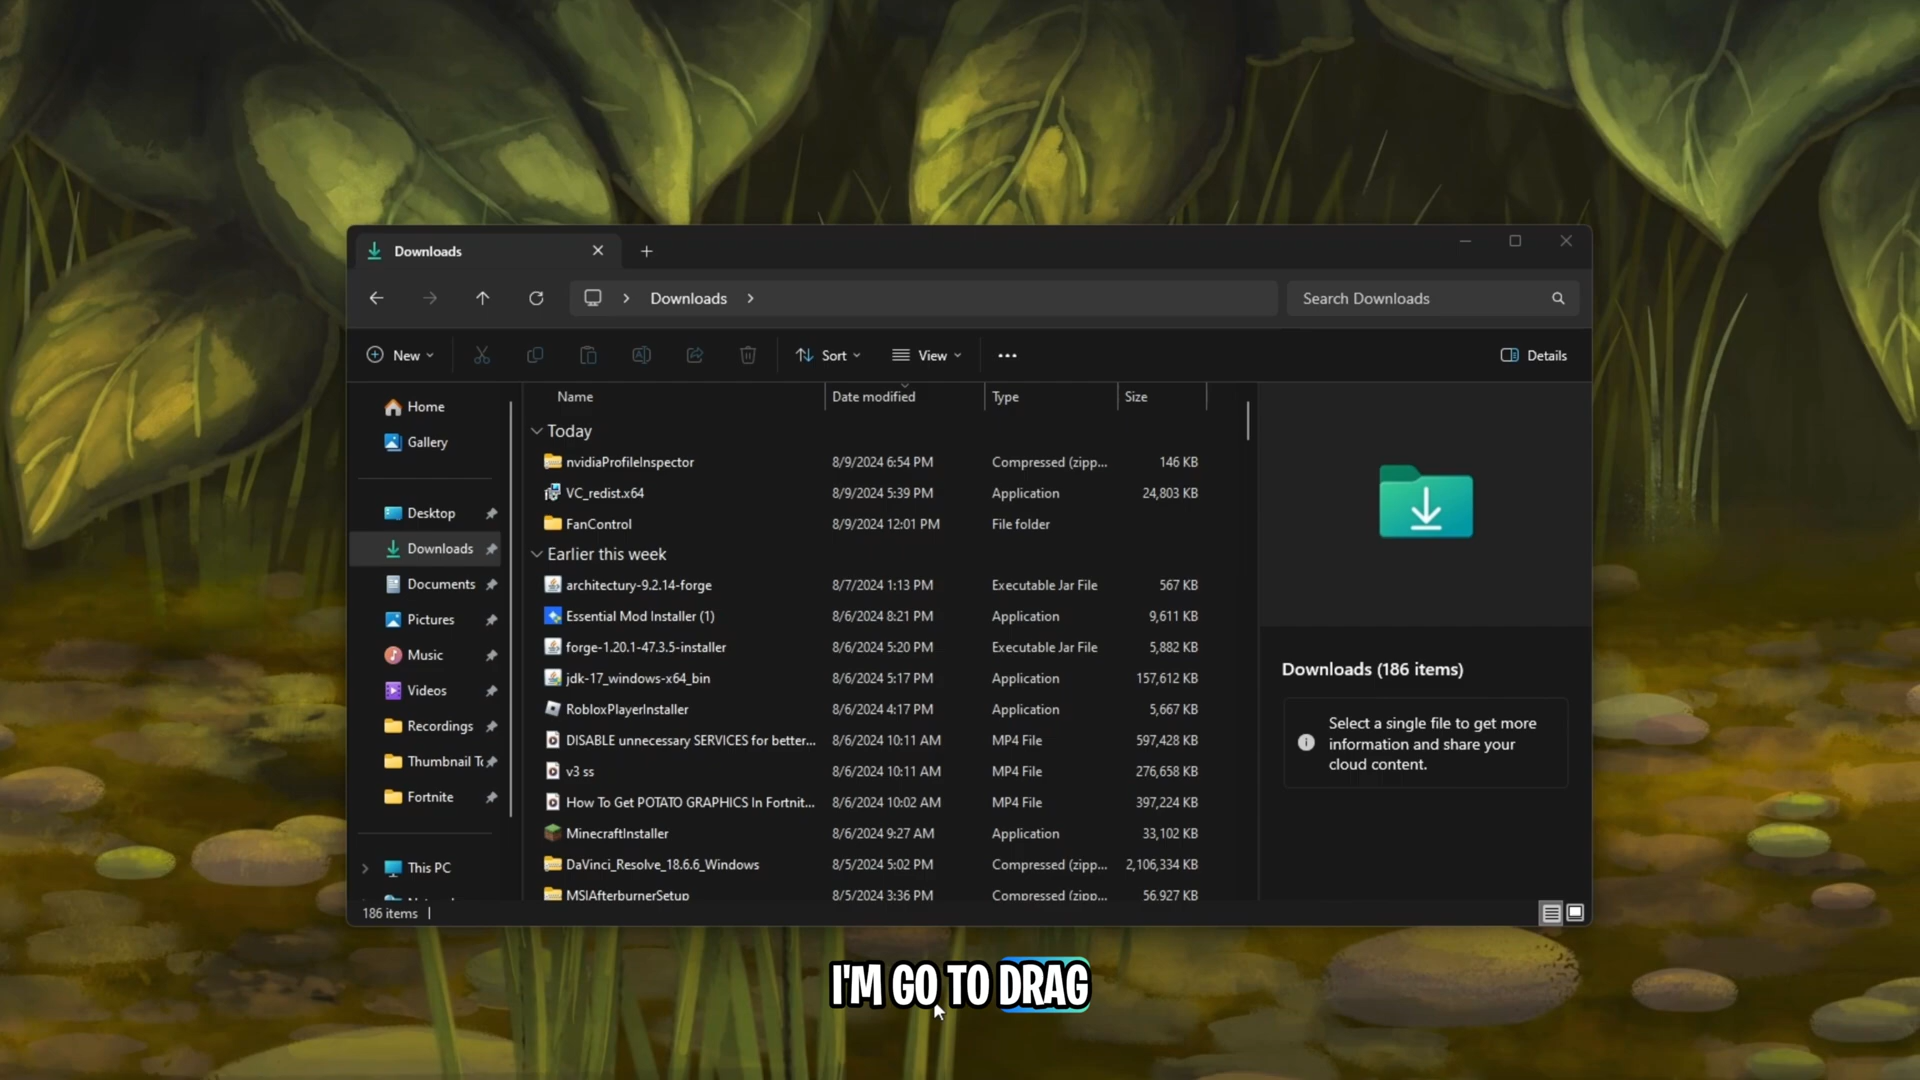 Downloads
Downloads
Search Downloads
New
Sort
View
Details
Name Date modified Type Size
Home
Gallery
Desktop
Downloads
Documents
Pictures
Music
Videos
Recordings
Thumbnail Tc
Fortnite
This PC
Today
nvidiaProfileInspector 8/9/2024 6:54 PM Compressed (zipp... 146 KB
VC_redist.x64 8/9/2024 5:39 PM Application 24,803 KB
FanControl 8/9/2024 12:01 PM File folder
Earlier this week
architectury-9.2.14-forge 8/7/2024 1:13 PM Executable Jar File 567 KB
Essential Mod Installer (1) 8/6/2024 8:21 PM Application 9,611 KB
forge-1.20.1-47.3.5-installer 8/6/2024 5:20 PM Executable Jar File 5,882 KB
jdk-17_windows-x64_bin 8/6/2024 5:17 PM Application 157,612 KB
RobloxPlayerInstaller 8/6/2024 4:17 PM Application 5,667 KB
DISABLE unnecessary SERVICES for better... 8/6/2024 10:11 AM MP4 File 597,428 KB
v3 ss 8/6/2024 10:11 AM MP4 File 276,658 KB
How To Get POTATO GRAPHICS In Fortnit... 8/6/2024 10:02 AM MP4 File 397,224 KB
MinecraftInstaller 8/6/2024 9:27 AM Application 33,102 KB
DaVinci_Resolve_18.6.6_Windows 8/5/2024 5:02 PM Compressed (zipp... 2,106,334 KB
MSIAfterburnerSetup 8/5/2024 3:36 PM Compressed (zipp... 56,927 KB
Downloads (186 items)
Select a single file to get more
information and share your
cloud content.
186 items
I'M GO TO DRAG